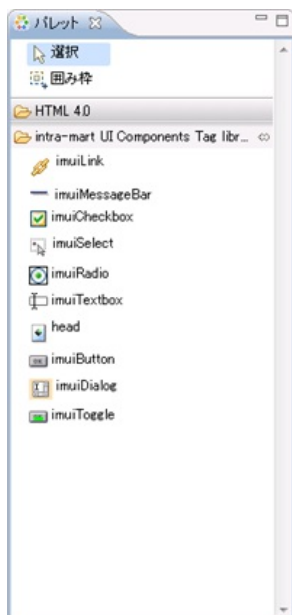 パレット
選択
囲み枠
HTML 4.0
intra-mart UI Components Tag libr...
imuiLink
imuiMessageBar
imuiCheckbox
imuiSelect
imuiRadio
imuiTextbox
head
imuiButton
imuiDialog
imuiToggle